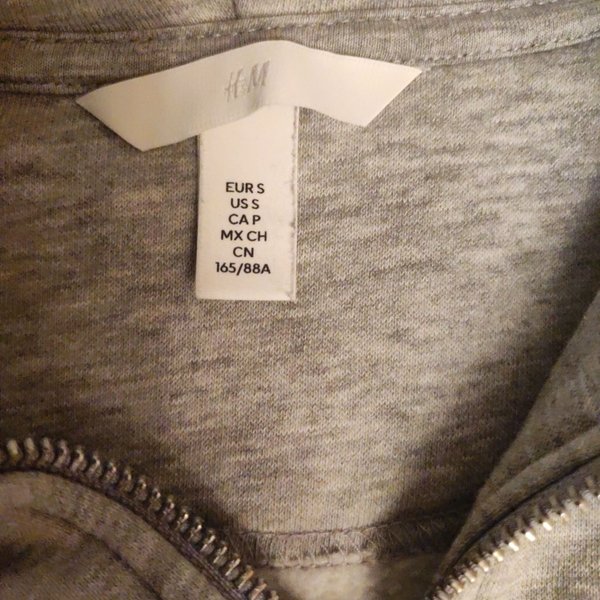 H&M
EUR S
US S
CA P
MX CH
CN
165/88A